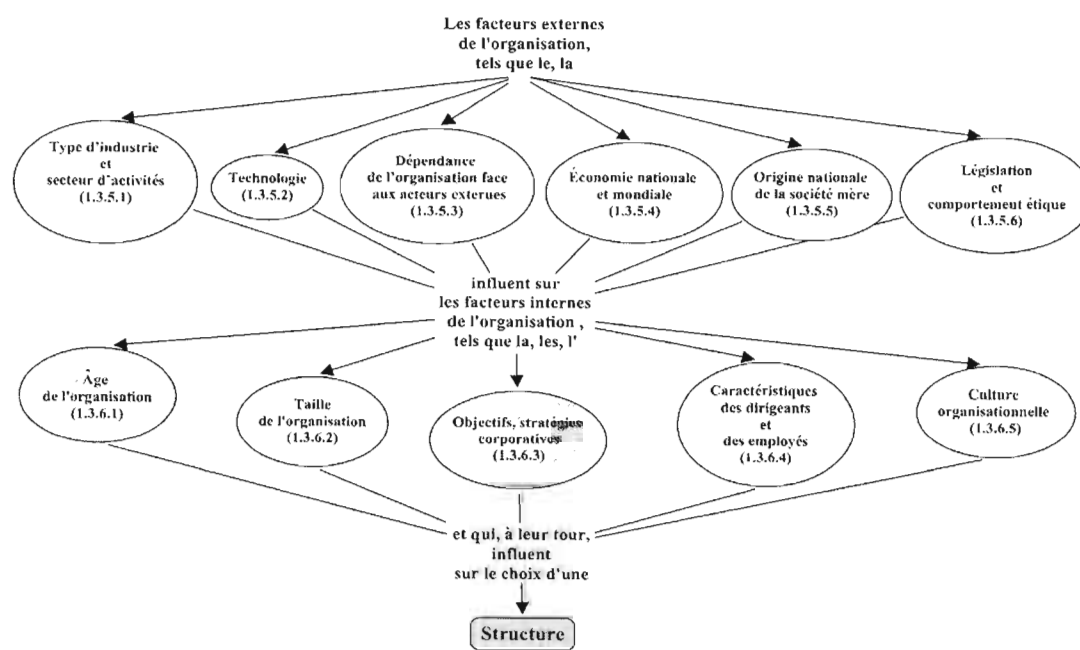 Les facteurs externes
de l'organisation,
tels que le, la
Type d'industrie
et
secteur d'activités
(1.3.5.1)
Technologie
(1.3.5.2)
Dépendance
de l'organisation face
aux acteurs exterues
(1.3.5.3)
Économie nationale
et mondiale
(1.3.5.4)
Origine nationale
de la société mère
(1.3.5.5)
Législation
et
comportement étique
(1.3.5.6)
influent sur
les facteurs internes
de l'organisation ,
tels que la, les, l'
Âge
de l'organisation
(1.3.6.1)
Taille
de l'organisation
(1.3.6.2)
Objectifs, stratégies
corporatives
(1.3.6.3)
Caractéristiques
des dirigeants
et
des employés
(1.3.6.4)
Culture
organisationnelle
(1.3.6.5)
et qui, à leur tour,
influent
sur le choix d'une
Structure